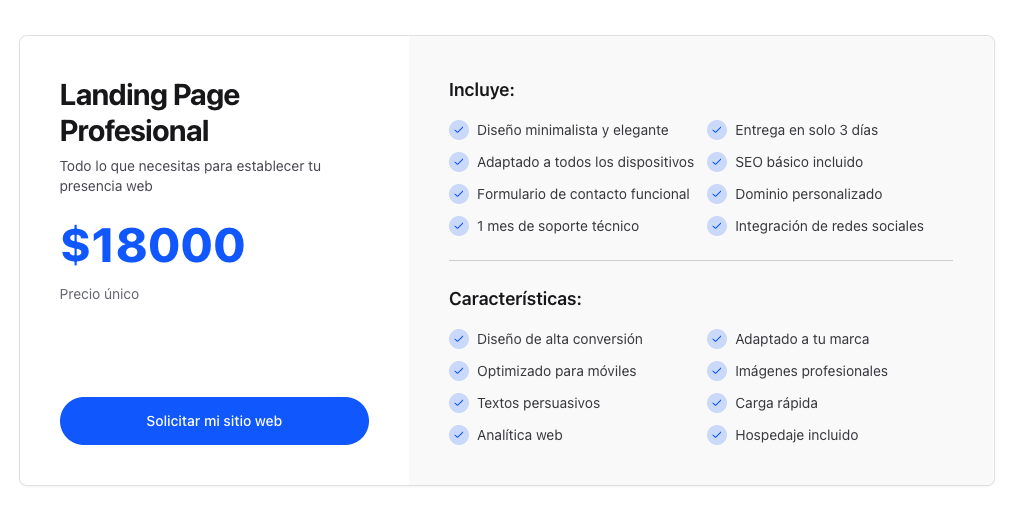 Landing Page
Profesional
Todo lo que necesitas para establecer tu
presencia web
$18000
Precio único
Solicitar mi sitio web
Incluye:
Diseño minimalista y elegante
Entrega en solo 3 días
Adaptado a todos los dispositivos
SEO básico incluido
Formulario de contacto funcional
Dominio personalizado
1 mes de soporte técnico
Integración de redes sociales
Características:
Diseño de alta conversión
Adaptado a tu marca
Optimizado para móviles
Imágenes profesionales
Textos persuasivos
Carga rápida
Analítica web
Hospedaje incluido